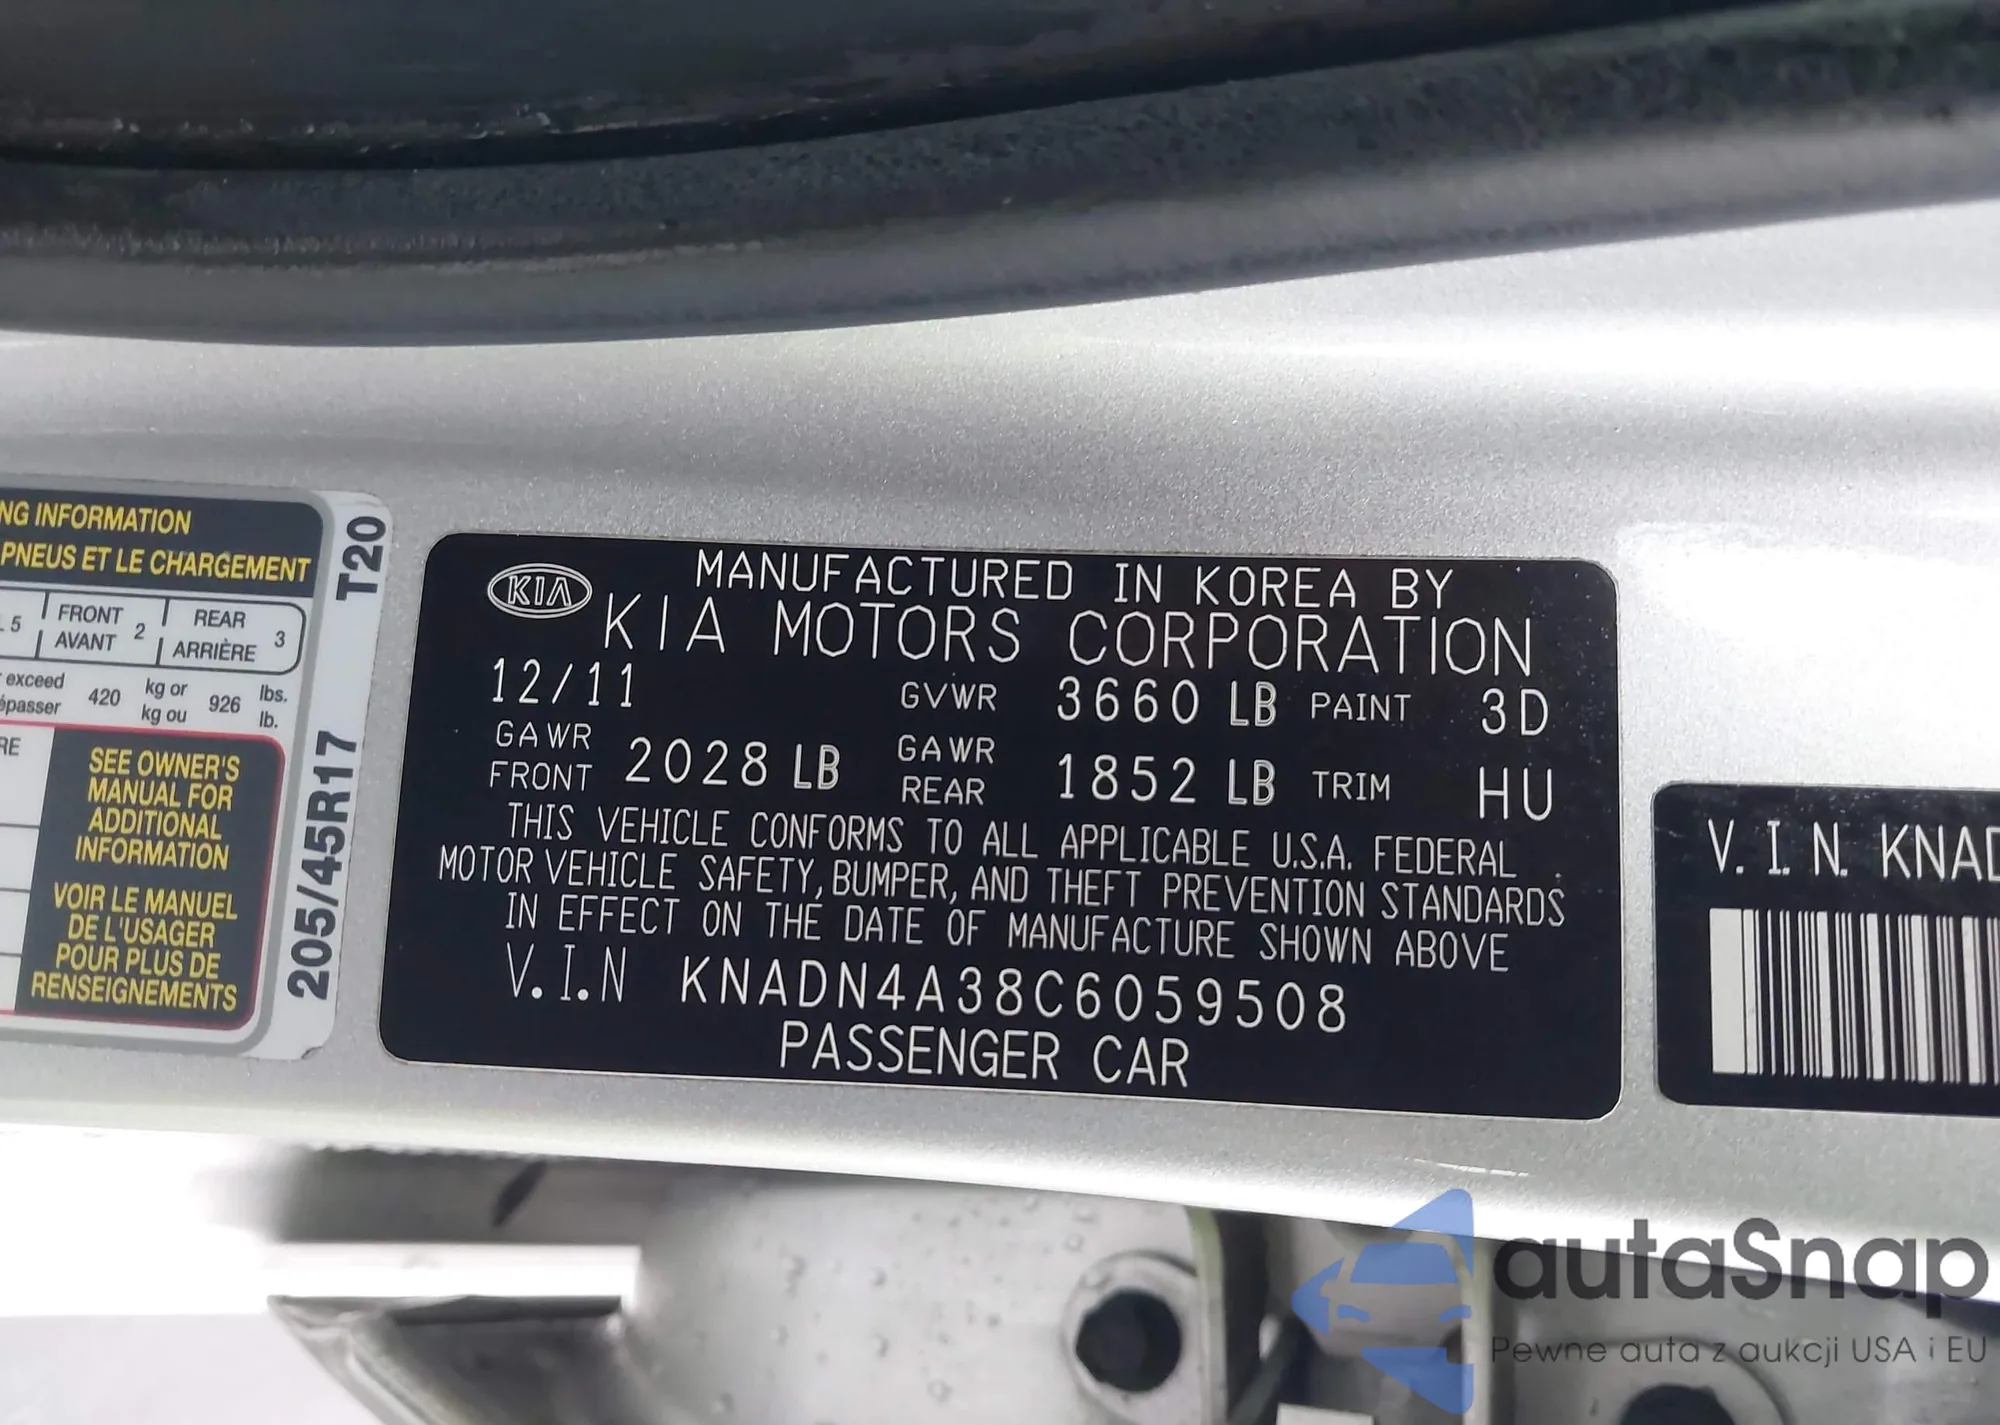 NG INFORMATION
PNEUS ET LE CHARGEMENT
5
FRONT
AVANT
2
REAR
ARRIÈRE
3
exceed
420
kg or
kg ou
926
lbs.
lb.
SEE OWNER'S
MANUAL FOR
ADDITIONAL
INFORMATION
VOIR LE MANUEL
DE L'USAGER
POUR PLUS DE
RENSEIGNEMENTS
T20
205/45R17
KIA
MANUFACTURED IN KOREA BY
KIA MOTORS CORPORATION
12/11 GVWR 3660 LB PAINT 3D
GAWR FRONT 2028 LB GAWR REAR 1852 LB TRIM HU
THIS VEHICLE CONFORMS TO ALL APPLICABLE U.S.A. FEDERAL
MOTOR VEHICLE SAFETY, BUMPER, AND THEFT PREVENTION STANDARDS
IN EFFECT ON THE DATE OF MANUFACTURE SHOWN ABOVE
V.I.N KNADN4A38C6059508
PASSENGER CAR
V.I.N. KNAD
autaSnap
Pewne auta z aukcji USA i EU